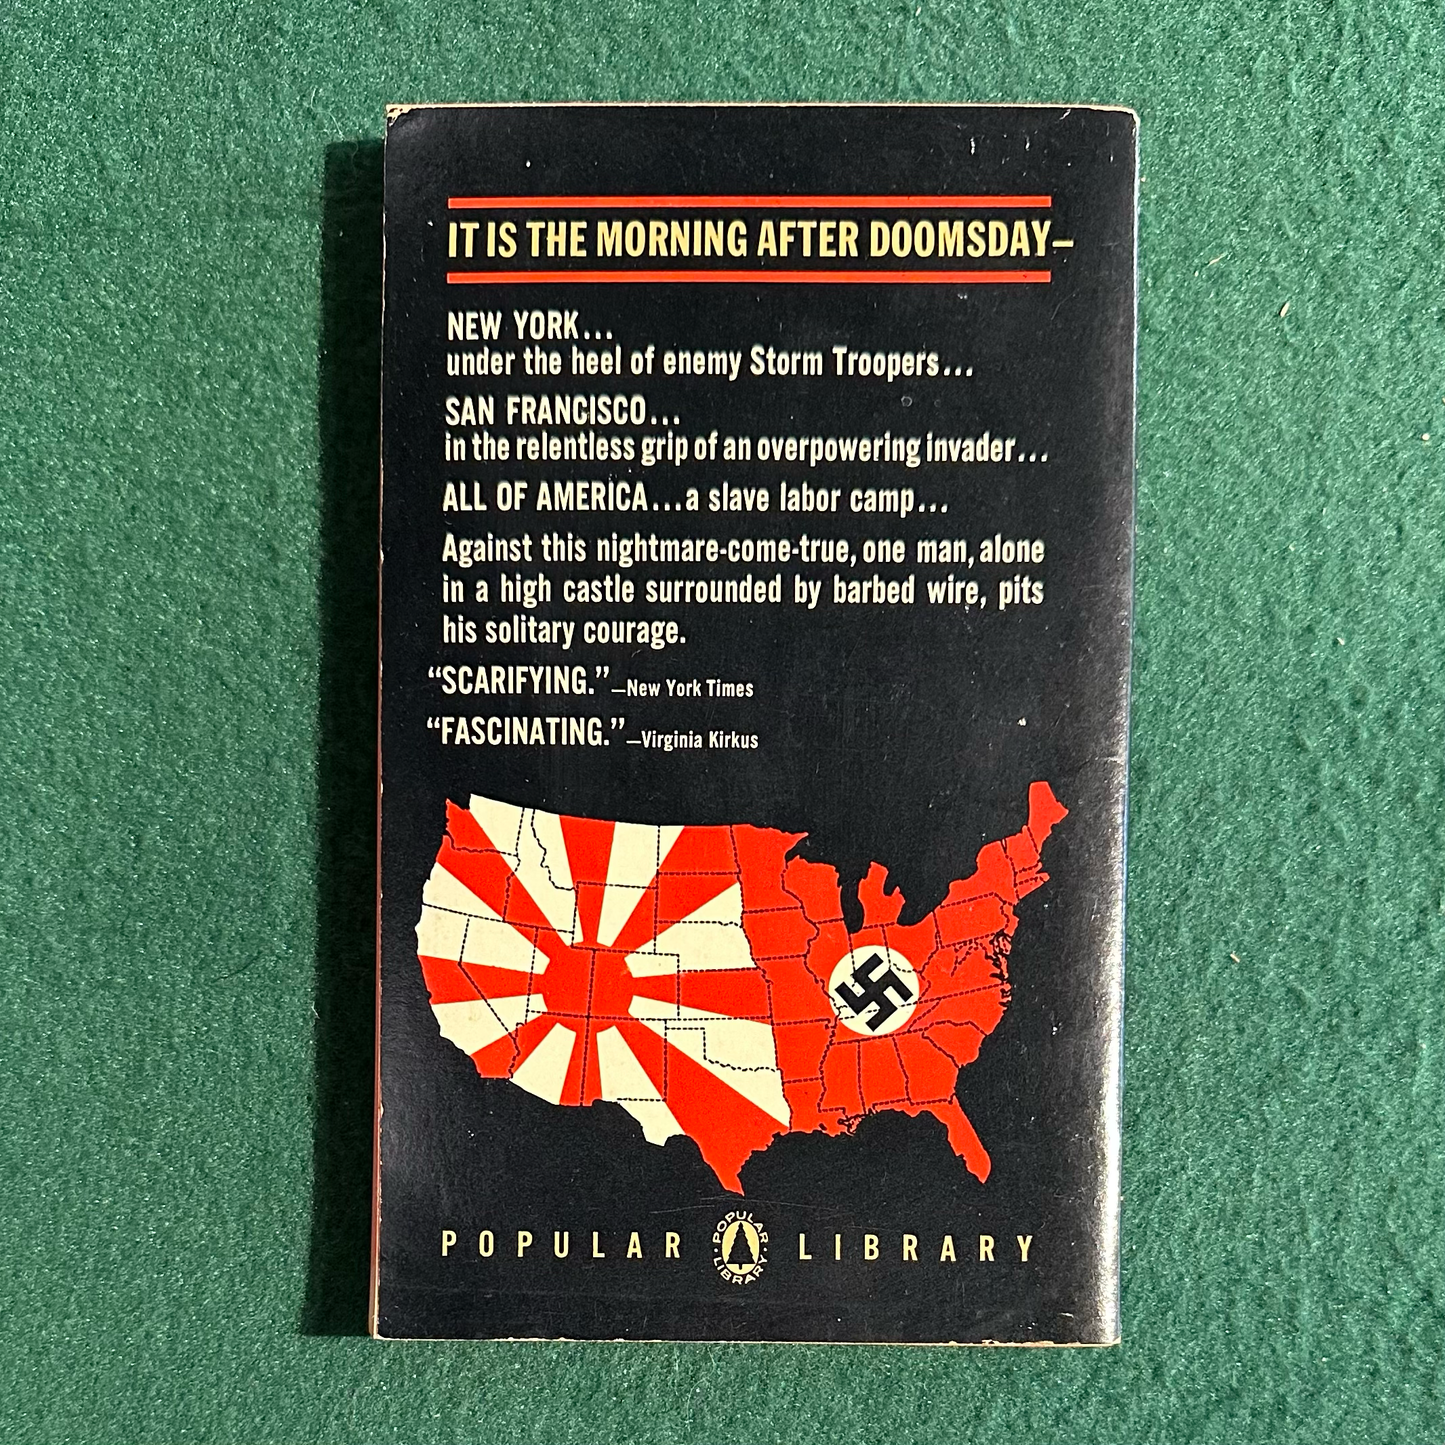 IT IS THE MORNING AFTER DOOMSDAY—
NEW YORK...
under the heel of enemy Storm Troopers...
SAN FRANCISCO...
in the relentless grip of an overpowering invader...
ALL OF AMERICA...a slave labor camp...
Against this nightmare-come-true, one man, alone
in a high castle surrounded by barbed wire, pits
his solitary courage.
“SCARIFYING.”—New York Times
“FASCINATING.”—Virginia Kirkus
POPULAR POPULAR LIBRARY LIBRARY